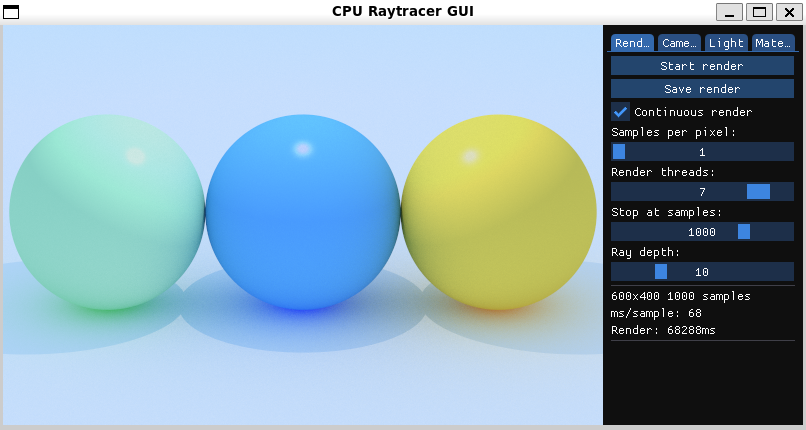 CPU Raytracer GUI
Rend… Came… Light Mate…
Start render
Save render
Continuous render
Samples per pixel:
1
Render threads:
7
Stop at samples:
1000
Ray depth:
10
600x400 1000 samples
ms/sample: 68
Render: 68288ms